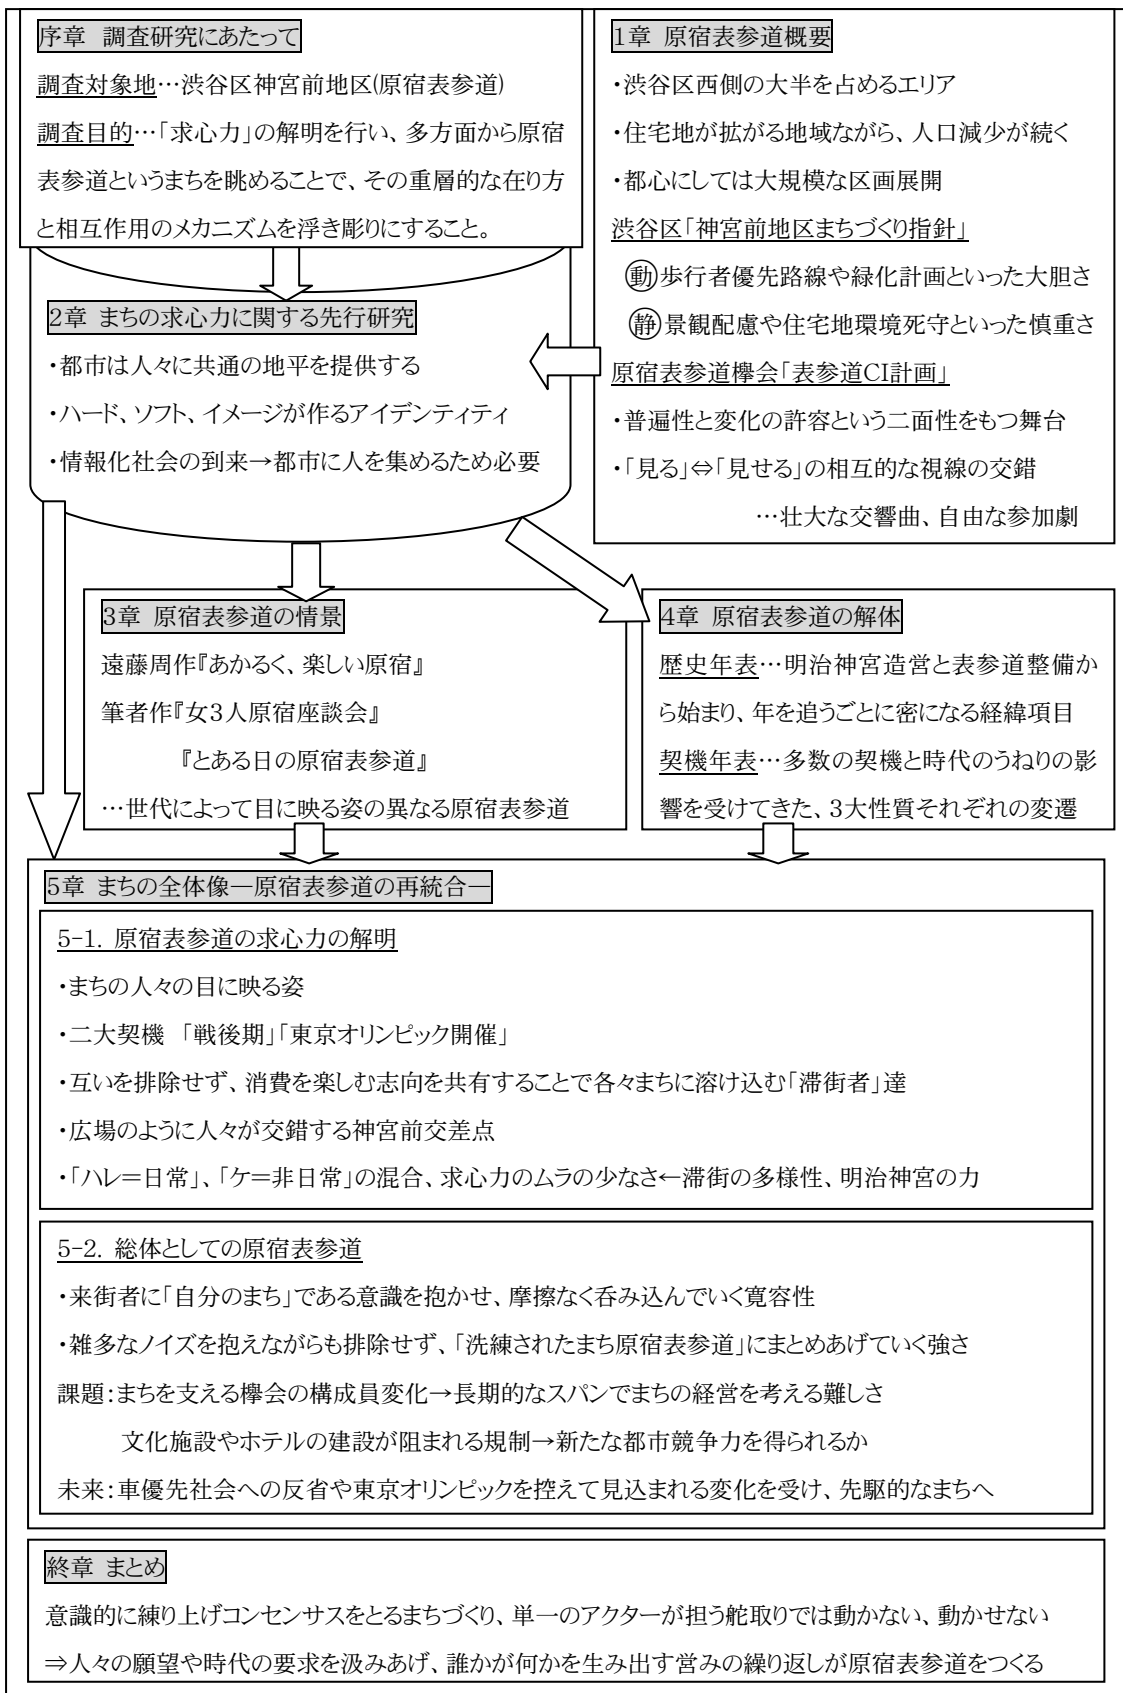 序章 調査研究にあたって
調査対象地…渋谷区神宮前地区(原宿表参道)
調査目的…「求心力」の解明を行い、多方面から原宿
表参道というまちを眺めることで、その重層的な在り方
と相互作用のメカニズムを浮き彫りにすること。
1章 原宿表参道概要
・渋谷区西側の大半を占めるエリア
・住宅地が拡がる地域ながら、人口減少が続く
・都心にしては大規模な区画展開
渋谷区「神宮前地区まちづくり指針」
㊀動歩行者優先路線や緑化計画といった大胆さ
静景観配慮や住宅地環境死守といった慎重さ
原宿表参道欅会「表参道CI計画」
・普遍性と変化の許容という二面性をもつ舞台
・「見る」⇔「見せる」の相互的な視線の交錯
…壮大な交響曲、自由な参加劇
2章 まちの求心力に関する先行研究
・都市は人々に共通の地平を提供する
・ハード、ソフト、イメージが作るアイデンティティ
・情報化社会の到来→都市に人を集めるため必要
3章 原宿表参道の情景
遠藤周作『あかるく、楽しい原宿』
筆者作『女3人原宿座談会』
『とある日の原宿表参道』
…世代によって目に映る姿の異なる原宿表参道
4章 原宿表参道の解体
歴史年表…明治神宮造営と表参道整備か
ら始まり、年を追うごとに密になる経緯項目
契機年表…多数の契機と時代のうねりの影
響を受けてきた、3大性質それぞれの変遷
5章 まちの全体像―原宿表参道の再統合―
5-1. 原宿表参道の求心力の解明
・まちの人々の目に映る姿
・二大契機 「戦後期」「東京オリンピック開催」
・互いを排除せず、消費を楽しむ志向を共有することで各々まちに溶け込む「滞街者」達
・広場のように人々が交錯する神宮前交差点
・「ハレ＝日常」、「ケ＝非日常」の混合、求心力のムラの少なさ←滞街の多様性、明治神宮の力
5-2. 総体としての原宿表参道
・来街者に「自分のまち」である意識を抱かせ、摩擦なく呑み込んでいく寛容性
・雑多なノイズを抱えながらも排除せず、「洗練されたまち原宿表参道」にまとめあげていく強さ
課題：まちを支える欅会の構成員変化→長期的なスパンでまちの経営を考える難しさ
文化施設やホテルの建設が阻まれる規制→新たな都市競争力を得られるか
未来：車優先社会への反省や東京オリンピックを控えて見込まれる変化を受け、先駆的なまちへ
終章 まとめ
意識的に練り上げコンセンサスをとるまちづくり、単一のアクターが担う舵取りでは動かない、動かせない
⇒人々の願望や時代の要求を汲みあげ、誰かが何かを生み出す営みの繰り返しが原宿表参道をつくる